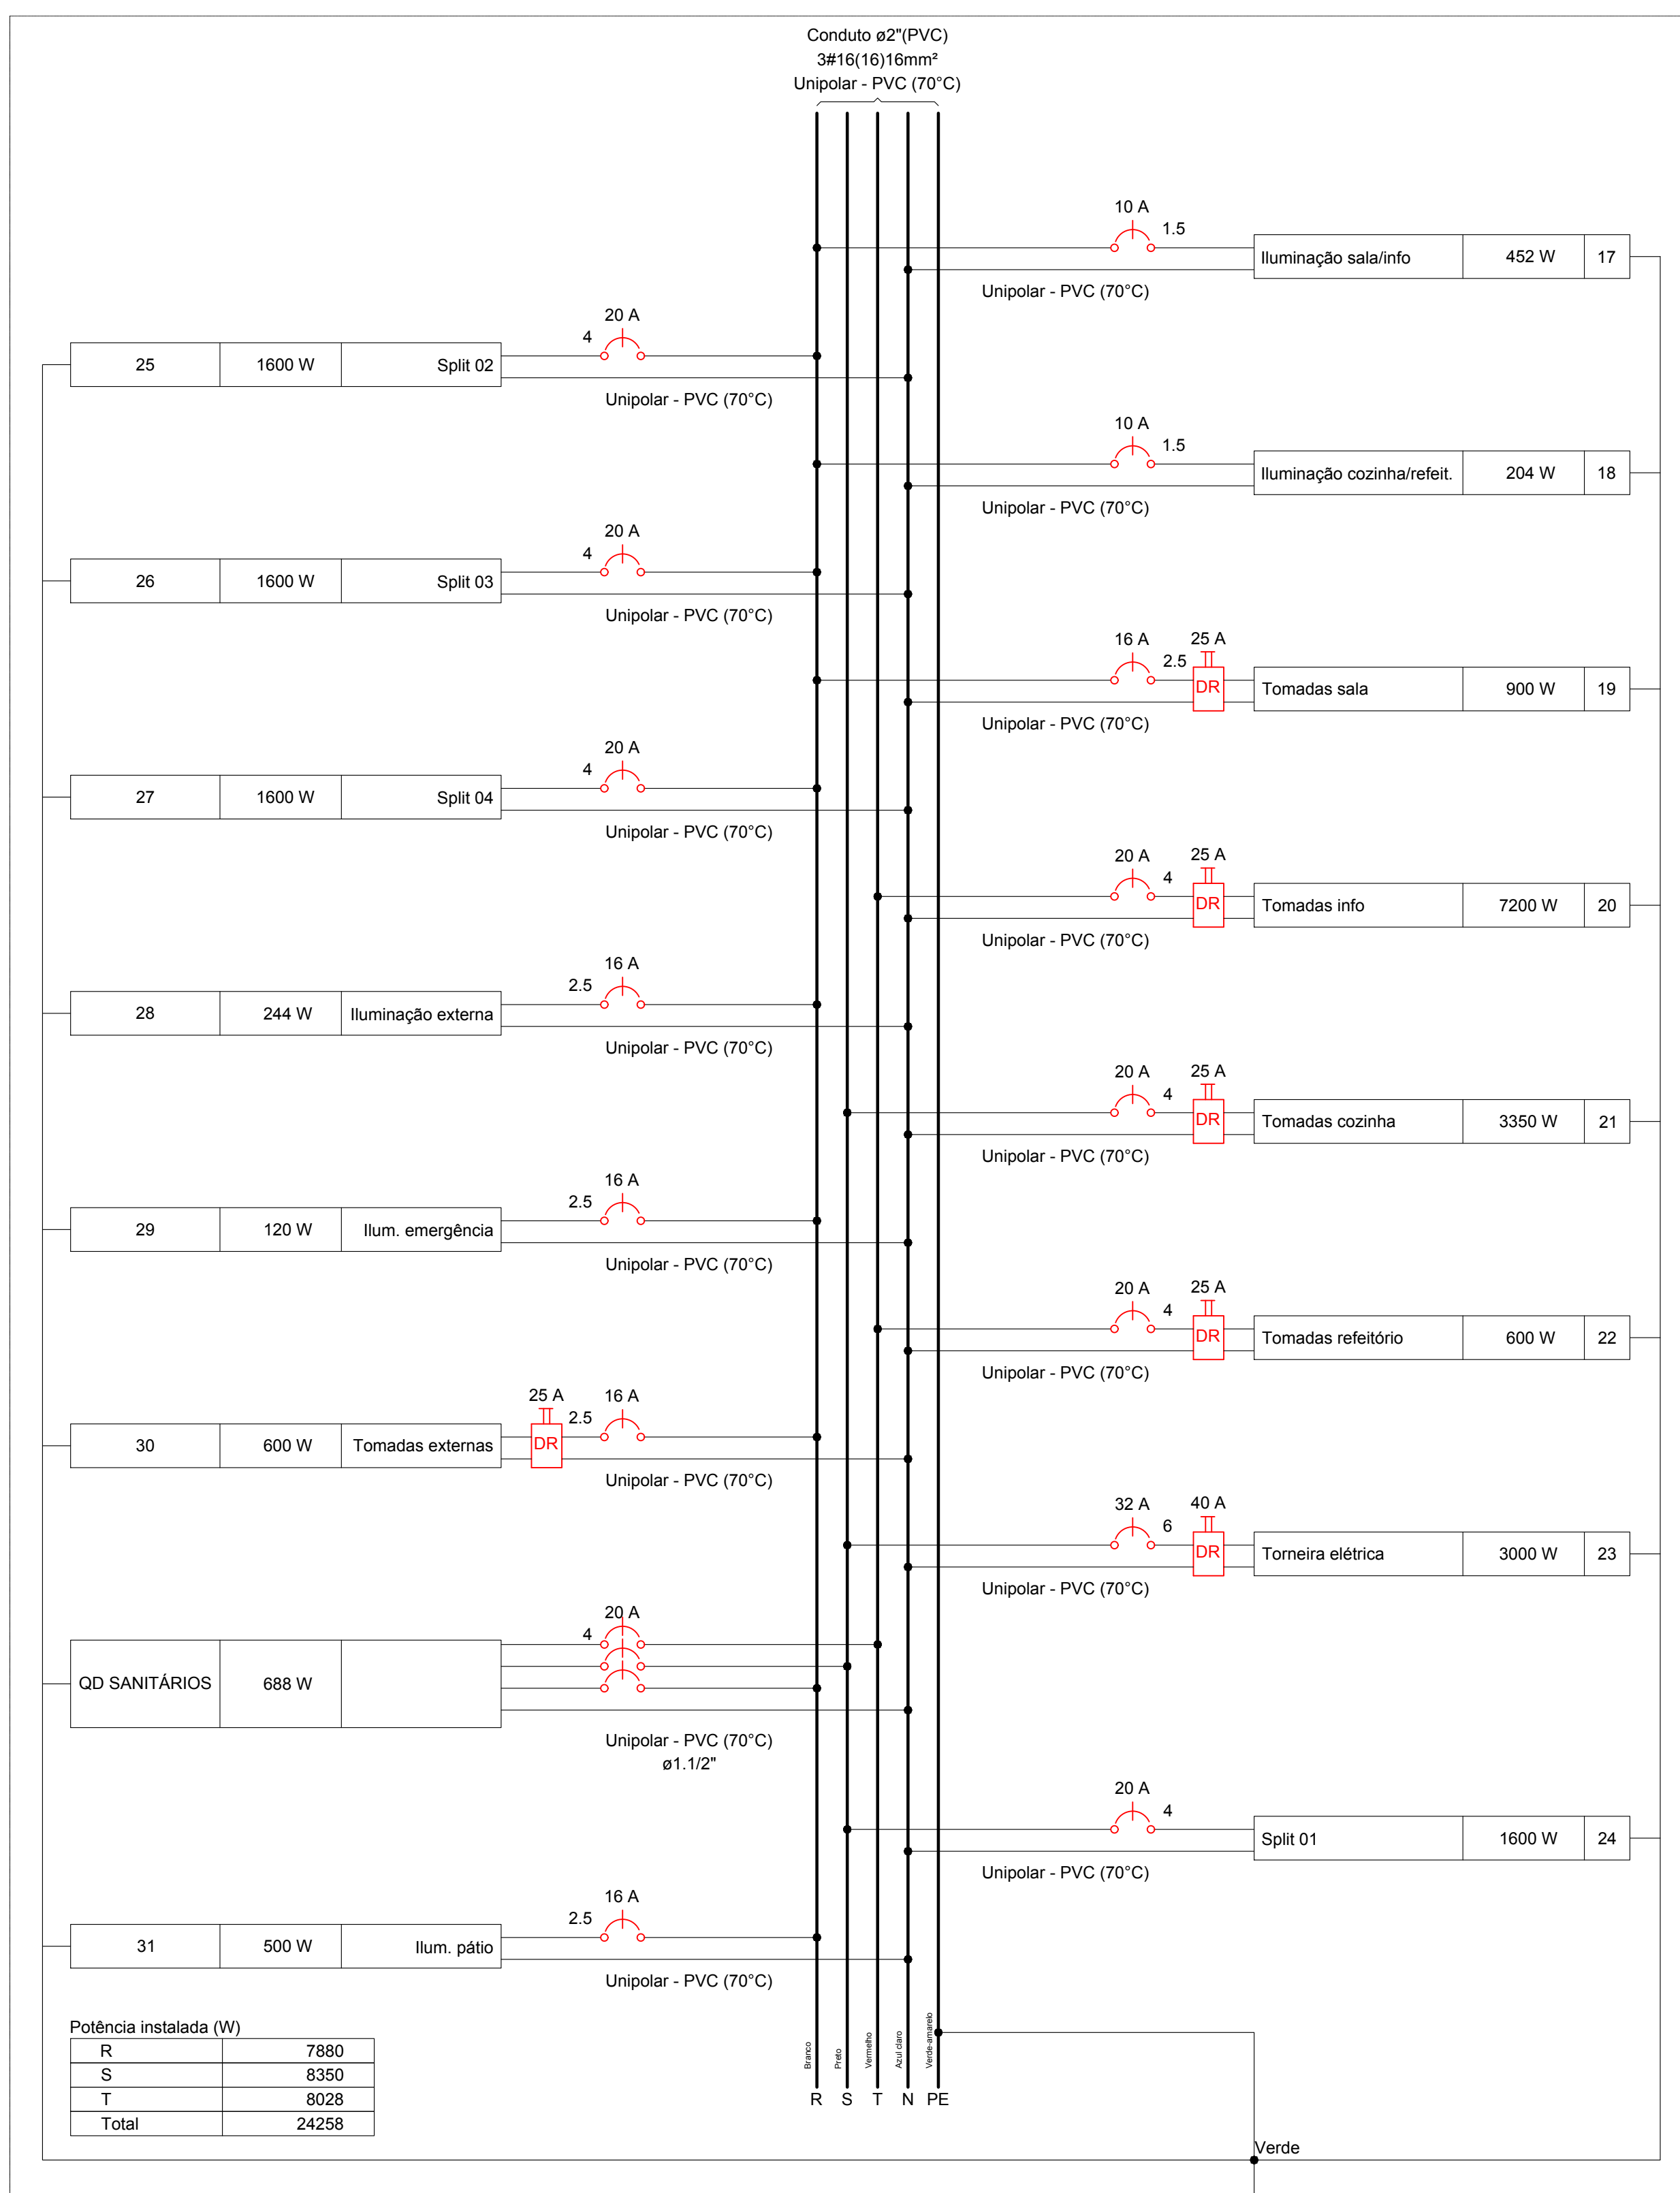 Conduto ø2"(PVC)
3#16(16)16mm²
Unipolar - PVC (70°C)
10 A
1.5
Iluminação sala/info 452 W 17
Unipolar - PVC (70°C)
20 A
4
25 1600 W Split 02
Unipolar - PVC (70°C)
10 A
1.5
Iluminação cozinha/refeit. 204 W 18
Unipolar - PVC (70°C)
20 A
4
26 1600 W Split 03
Unipolar - PVC (70°C)
16 A 25 A
2.5
DR
Tomadas sala 900 W 19
Unipolar - PVC (70°C)
20 A
4
27 1600 W Split 04
Unipolar - PVC (70°C)
20 A 25 A
4
DR
Tomadas info 7200 W 20
Unipolar - PVC (70°C)
16 A
2.5
28 244 W Iluminação externa
Unipolar - PVC (70°C)
20 A 25 A
4
DR
Tomadas cozinha 3350 W 21
Unipolar - PVC (70°C)
16 A
2.5
29 120 W Ilum. emergência
Unipolar - PVC (70°C)
20 A 25 A
4
DR
Tomadas refeitório 600 W 22
Unipolar - PVC (70°C)
25 A 16 A
2.5
DR
30 600 W Tomadas externas
Unipolar - PVC (70°C)
32 A 40 A
6
DR
Torneira elétrica 3000 W 23
Unipolar - PVC (70°C)
20 A
4
QD SANITÁRIOS 688 W
Unipolar - PVC (70°C)
ø1.1/2"
20 A
4
Split 01 1600 W 24
Unipolar - PVC (70°C)
16 A
2.5
31 500 W Ilum. pátio
Unipolar - PVC (70°C)
Potência instalada (W)
R 7880
S 8350
T 8028
Total 24258
Branco
Preto
Vermelho
Azul claro
Verde-amarelo
R S T N PE
Verde